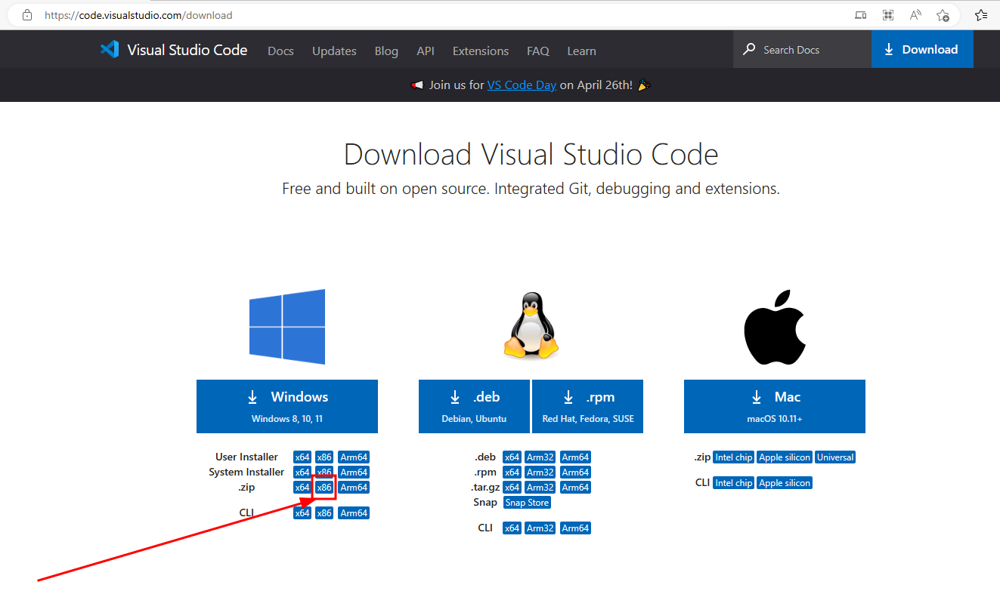 https://code.visualstudio.com/download
Visual Studio Code Docs Updates Blog API Extensions FAQ Learn Search Docs Download
Join us for VS Code Day on April 26th!
Download Visual Studio Code
Free and built on open source. Integrated Git, debugging and extensions.
Windows
Windows 8, 10, 11
User Installer x64 x86 Arm64
System Installer x64 x86 Arm64
.zip x64 x86 Arm64
CLI x64 x86 Arm64
.deb
Debian, Ubuntu
.rpm
Red Hat, Fedora, SUSE
.deb x64 Arm32 Arm64
.rpm x64 Arm32 Arm64
.tar.gz x64 Arm32 Arm64
Snap Snap Store
CLI x64 Arm32 Arm64
Mac
macOS 10.11+
.zip Intel chip Apple silicon Universal
CLI Intel chip Apple silicon